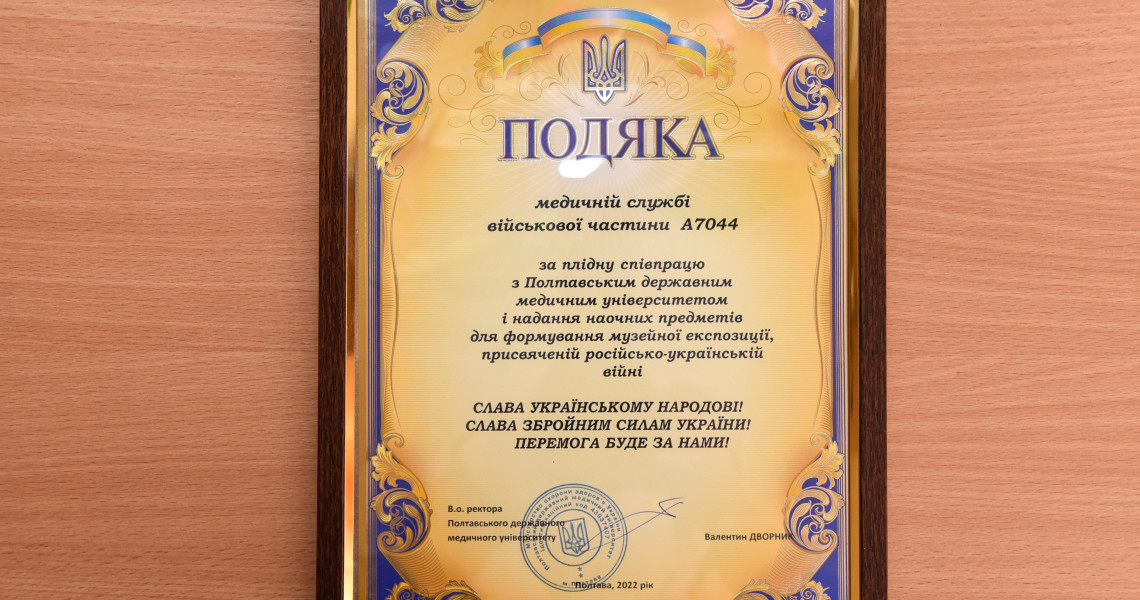 ПОДЯКА
медичній службі
військової частини А7044
за плідну співпрацю
з Полтавським державним
медичним університетом
і надання наочних предметів
для формування музейної експозиції,
присвяченій російсько-українській
війні
СЛАВА УКРАЇНСЬКОМУ НАРОДОВІ!
СЛАВА ЗБРОЙНИМ СИЛАМ УКРАЇНИ!
ПЕРЕМОГА БУДЕ ЗА НАМИ!
В.о. ректора
Полтавського державного
медичного університету
Валентин ДВОРНИК
Полтава, 2022 рік